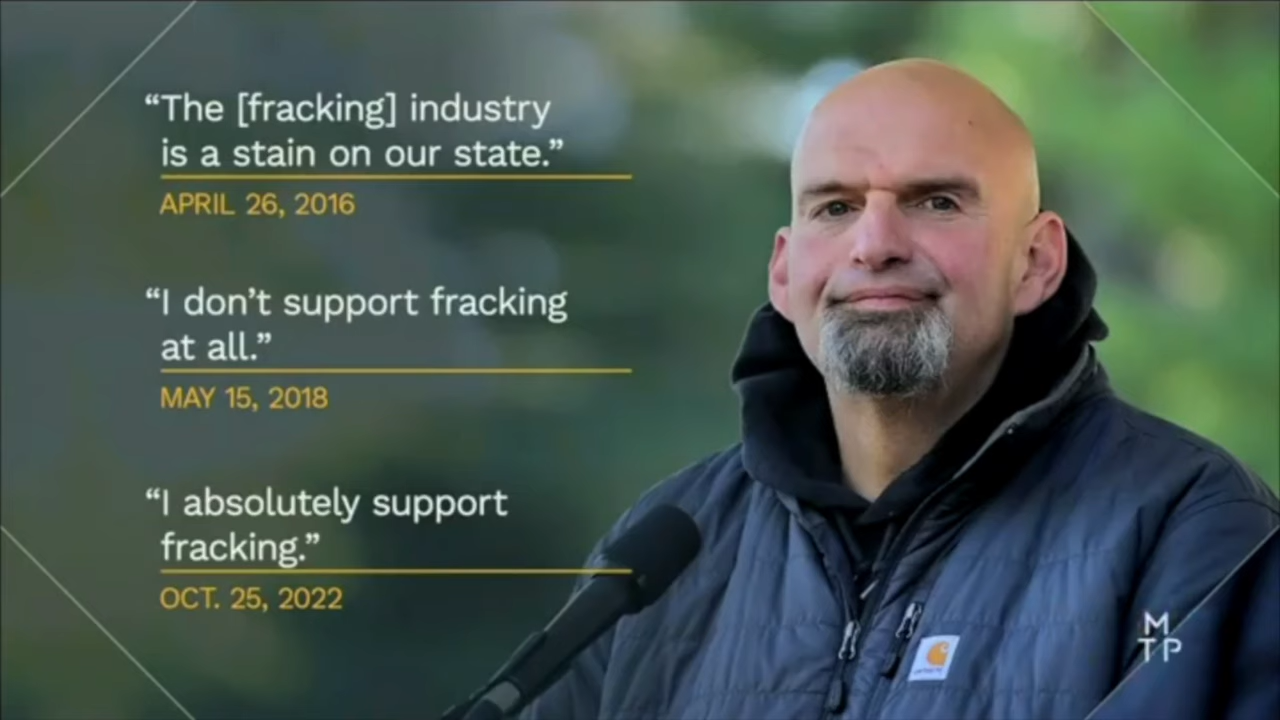 “The [fracking] industry
is a stain on our state.”
APRIL 26, 2016
“I don’t support fracking
at all.”
MAY 15, 2018
“I absolutely support
fracking.”
OCT. 25, 2022
M
TP